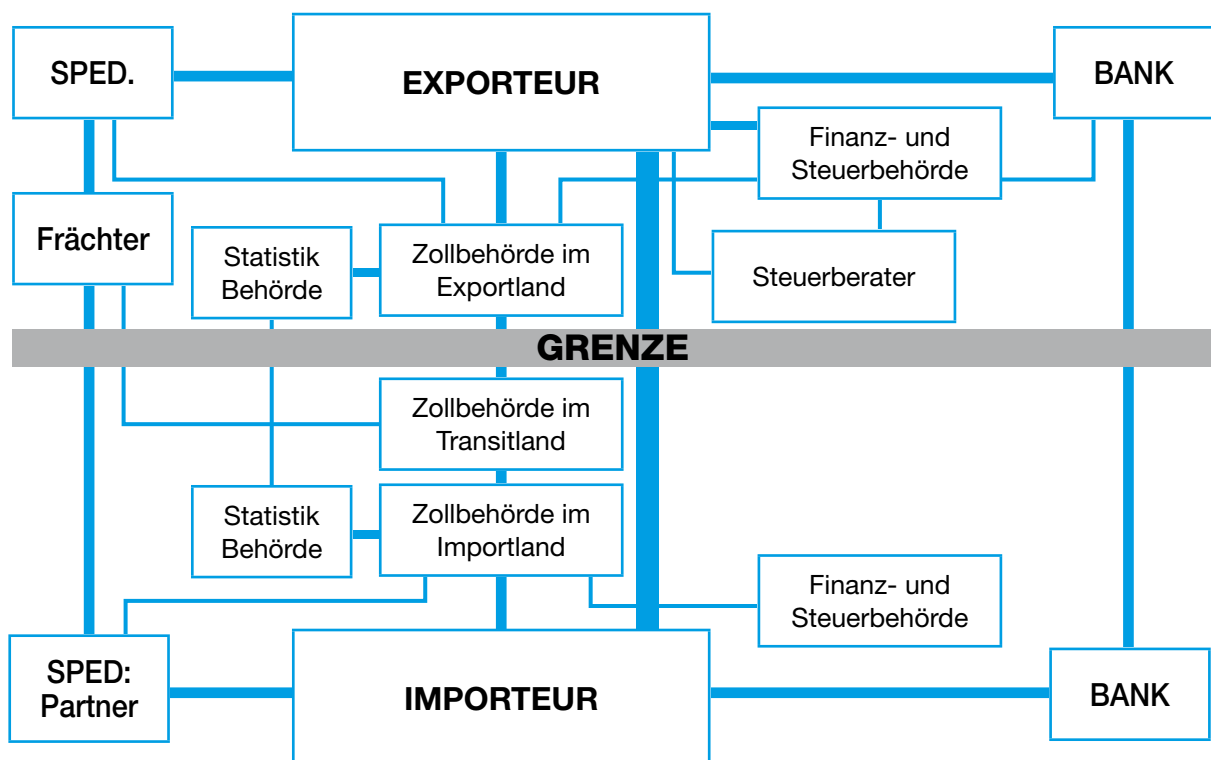 SPED.
EXPORTEUR
BANK
Finanz- und
Steuerbehörde
Frächter
Statistik
Behörde
Zollbehörde im
Exportland
Steuerberater
GRENZE
Zollbehörde im
Transitland
Statistik
Behörde
Zollbehörde im
Importland
Finanz- und
Steuerbehörde
SPED:
Partner
IMPORTEUR
BANK